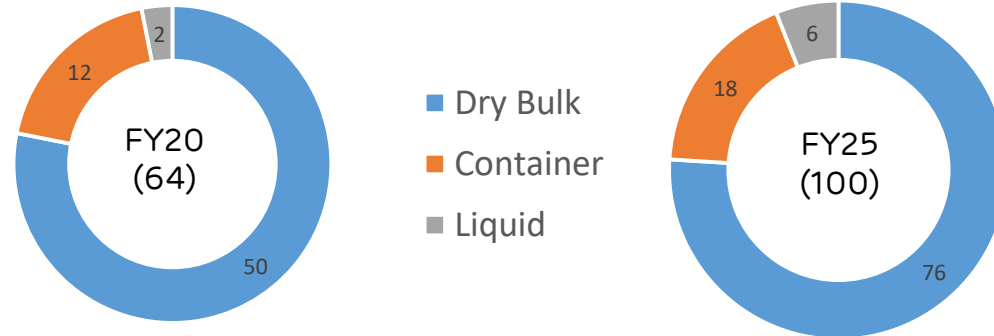 2
12
FY20
(64)
50
Dry Bulk
Container
Liquid
6
18
FY25
(100)
76